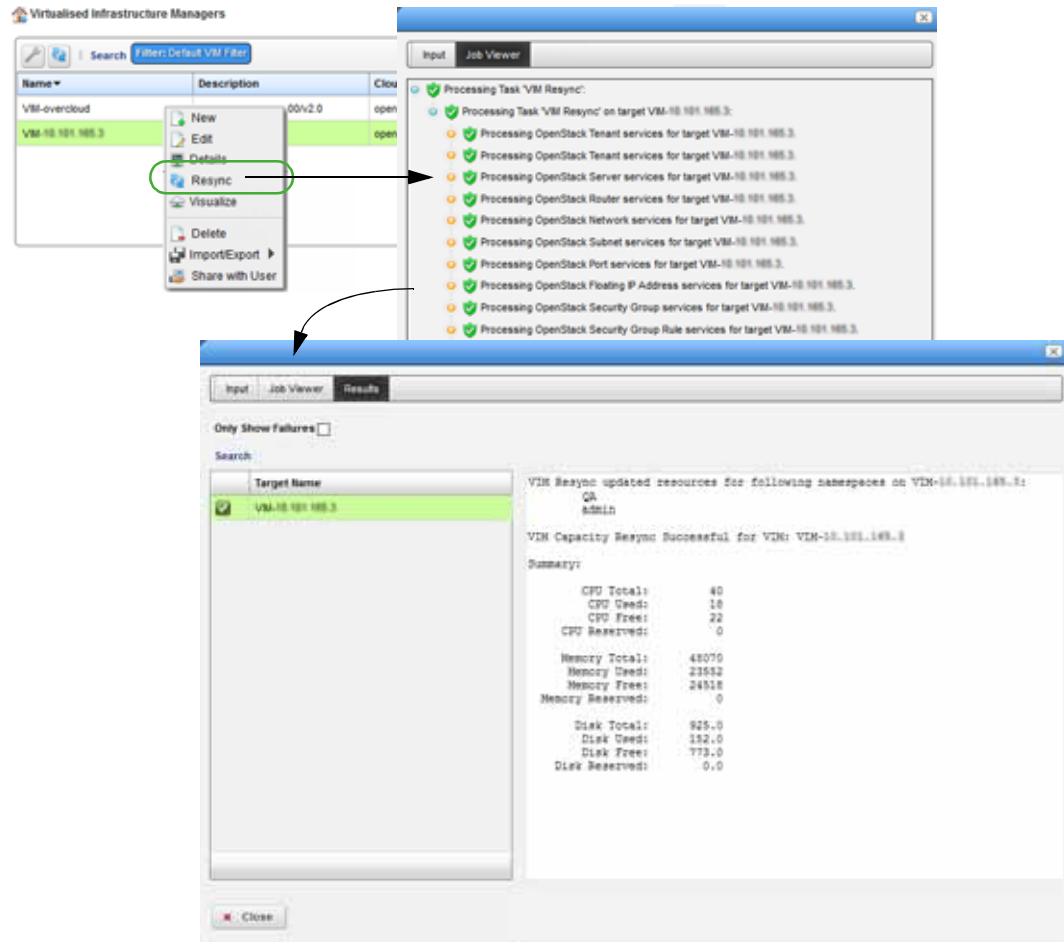 Virtualised Infrastructure Managers
Search Filter: Default VIM Filter
Name Description Clou
VIM-overcloud .00/v2.0 open
VIM-10.101.165.3 open
New
Edit
Details
Resync
Visualize
Delete
Import/Export
Share with User
Input Job Viewer
Processing Task 'VIM Resync':
Processing Task 'VIM Resync' on target VIM-10.101.165.3:
Processing OpenStack Tenant services for target VIM-10.101.165.3.
Processing OpenStack Tenant services for target VIM-10.101.165.3.
Processing OpenStack Server services for target VIM-10.101.165.3.
Processing OpenStack Router services for target VIM-10.101.165.3.
Processing OpenStack Network services for target VIM-10.101.165.3.
Processing OpenStack Subnet services for target VIM-10.101.165.3.
Processing OpenStack Port services for target VIM-10.101.165.3.
Processing OpenStack Floating IP Address services for target VIM-10.101.165.3.
Processing OpenStack Security Group services for target VIM-10.101.165.3.
Processing OpenStack Security Group Rule services for target VIM-10.101.165.3.
Input Job Viewer Results
Only Show Failures
Search
Target Name
VIM-10.101.165.3
VIM Resync updated resources for following namespaces on VIM-10.101.165.3:
QA
admin
VIM Capacity Resync Successful for VIM: VIM-10.101.165.3
Summary:
CPU Total: 40
CPU Used: 18
CPU Free: 22
CPU Reserved: 0
Memory Total: 48070
Memory Used: 23552
Memory Free: 24518
Memory Reserved: 0
Disk Total: 925.0
Disk Used: 152.0
Disk Free: 773.0
Disk Reserved: 0.0
Close